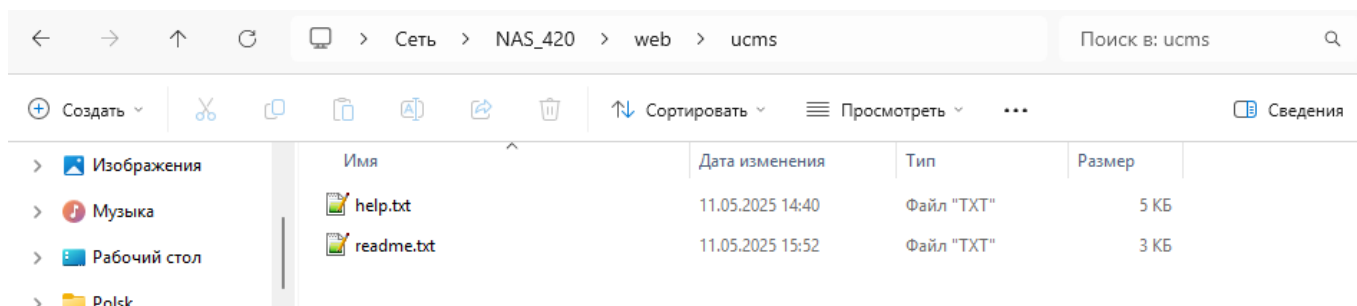 Сеть > NAS_420 > web > ucms Поиск в: ucms
Создать Сортировать Просмотреть ••• Сведения
Имя Дата изменения Тип Размер
Изображения
Музыка
Рабочий стол
Polsk
help.txt 11.05.2025 14:40 Файл "TXT" 5 КБ
readme.txt 11.05.2025 15:52 Файл "TXT" 3 КБ